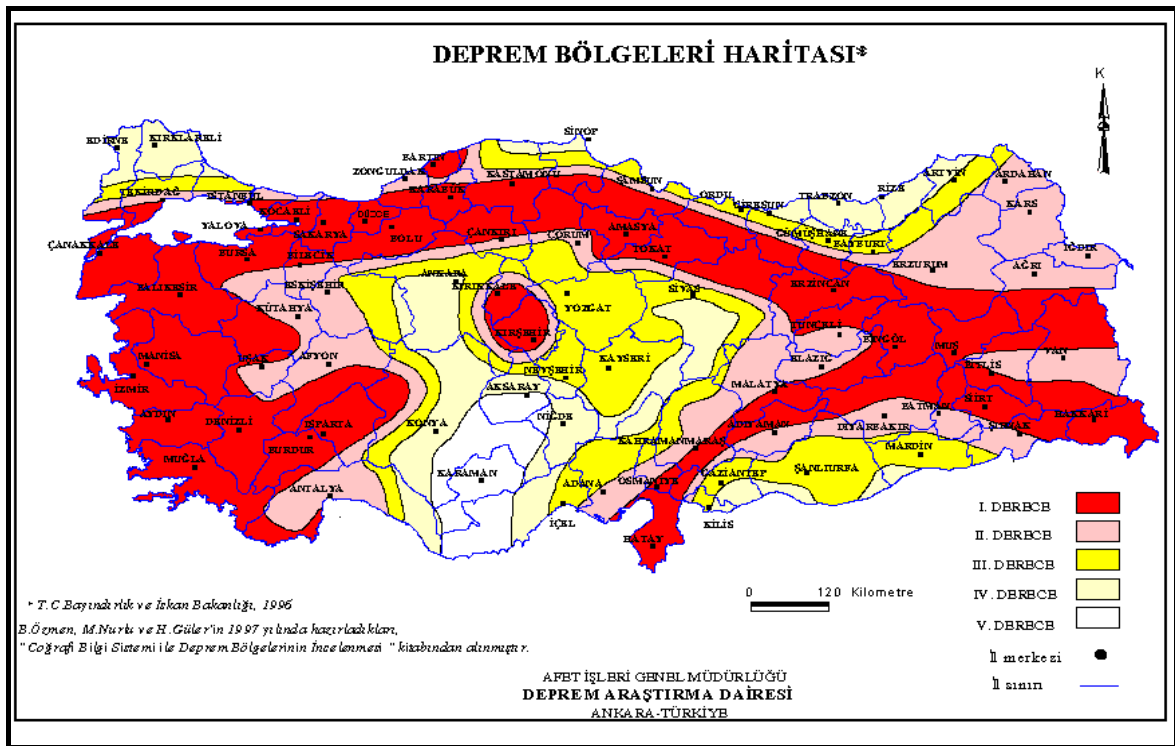 DEPREM BÖLGELERİ HARİTASI*
K
SİNOP
EDİRNE
KIRKLARELİ
BARTIN
ZONGULDAK
KASTAMONU
SAMSUN
ARTVİN
ARDAHAN
TEKİRDAĞ
İSTANBUL
KARABÜK
ORDU
GİRESUN
TRABZON
RİZE
KARS
KOCAELİ
DÜZCE
YALOVA
SAKARYA
BOLU
ÇANKIRI
ÇORUM
AMASYA
TOKAT
GÜMÜŞHANE
BAYBURT
ÇANAKKALE
BURSA
BİLECİK
IĞDIR
ERZURUM
AĞRI
ANKARA
KIRIKKALE
ESKİŞEHİR
BALIKESİR
SİVAS
ERZİNCAN
KÜTAHYA
YOZGAT
TUNCELİ
KIRŞEHİR
BİNGÖL
MUŞ
MANİSA
UŞAK
AFYON
ELAZIĞ
VAN
KAYSERİ
BİTLİS
NEVŞEHİR
İZMİR
AKSARAY
MALATYA
SİİRT
AYDIN
DENİZLİ
ISPARTA
KONYA
NİĞDE
BATMAN
ADIYAMAN
DİYARBAKIR
HAKKARİ
ŞIRNAK
KAHRAMANMARAŞ
MARDİN
BURDUR
MUĞLA
KARAMAN
GAZİANTEP
ŞANLIURFA
ANTALYA
ADANA
OSMANİYE
İÇEL
KİLİS
HATAY
I. DERECE
II. DERECE
III. DERECE
IV. DERECE
V. DERECE
İl merkezi
İl sınırı
0 120 Kilometre
* T.C.Bayındırlık ve İskan Bakanlığı, 1996
B.Özmen, M.Nurlu ve H.Güler'in 1997 yılında hazırladıkları,
"Coğrafi Bilgi Sistemi ile Deprem Bölgelerinin İncelenmesi" kitabından alınmıştır.
AFET İŞLERİ GENEL MÜDÜRLÜĞÜ
DEPREM ARAŞTIRMA DAİRESİ
ANKARA-TÜRKİYE